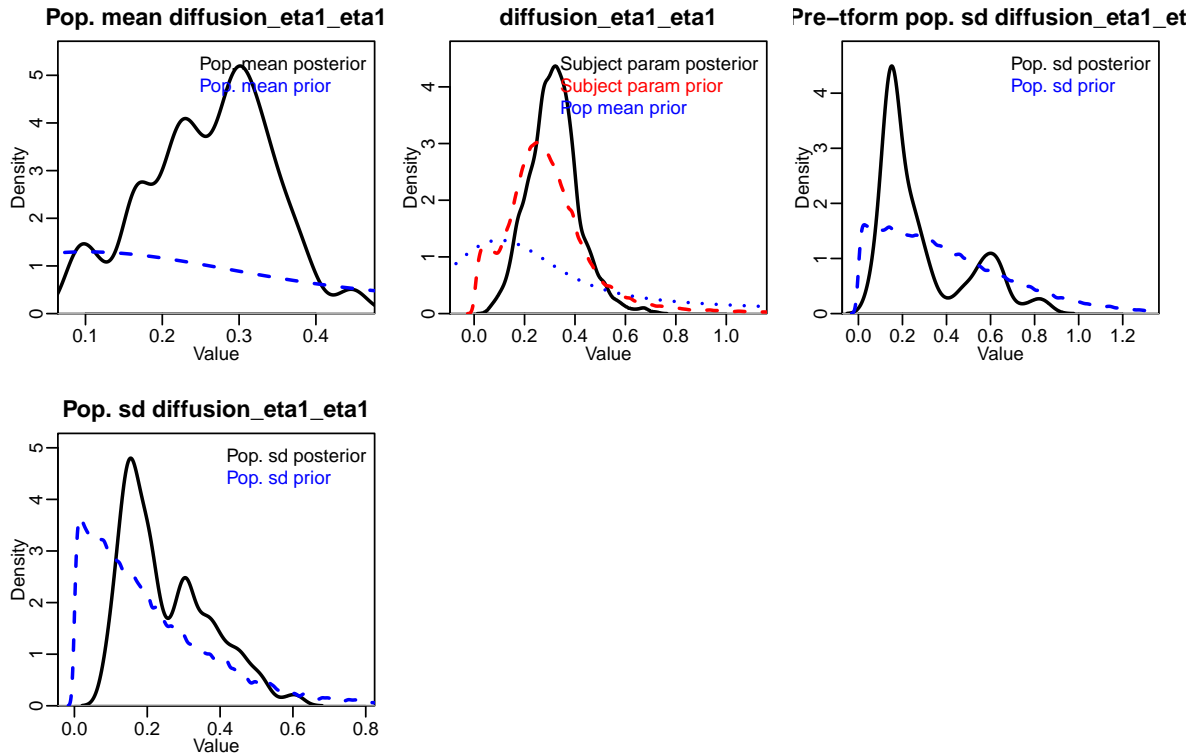 Pop. mean diffusion_eta1_eta1
Pop. mean posterior
Pop. mean prior
Density
0 1 2 3 4 5
0.1 0.2 0.3 0.4
Value
diffusion_eta1_eta1
Subject param posterior
Subject param prior
Pop mean prior
Density
0 1 2 3 4
0.0 0.2 0.4 0.6 0.8 1.0
Value
Pre−tform pop. sd diffusion_eta1_et
Pop. sd posterior
Pop. sd prior
Density
0 1 2 3 4
0.0 0.2 0.4 0.6 0.8 1.0 1.2
Value
Pop. sd diffusion_eta1_eta1
Pop. sd posterior
Pop. sd prior
Density
0 1 2 3 4 5
0.0 0.2 0.4 0.6 0.8
Value